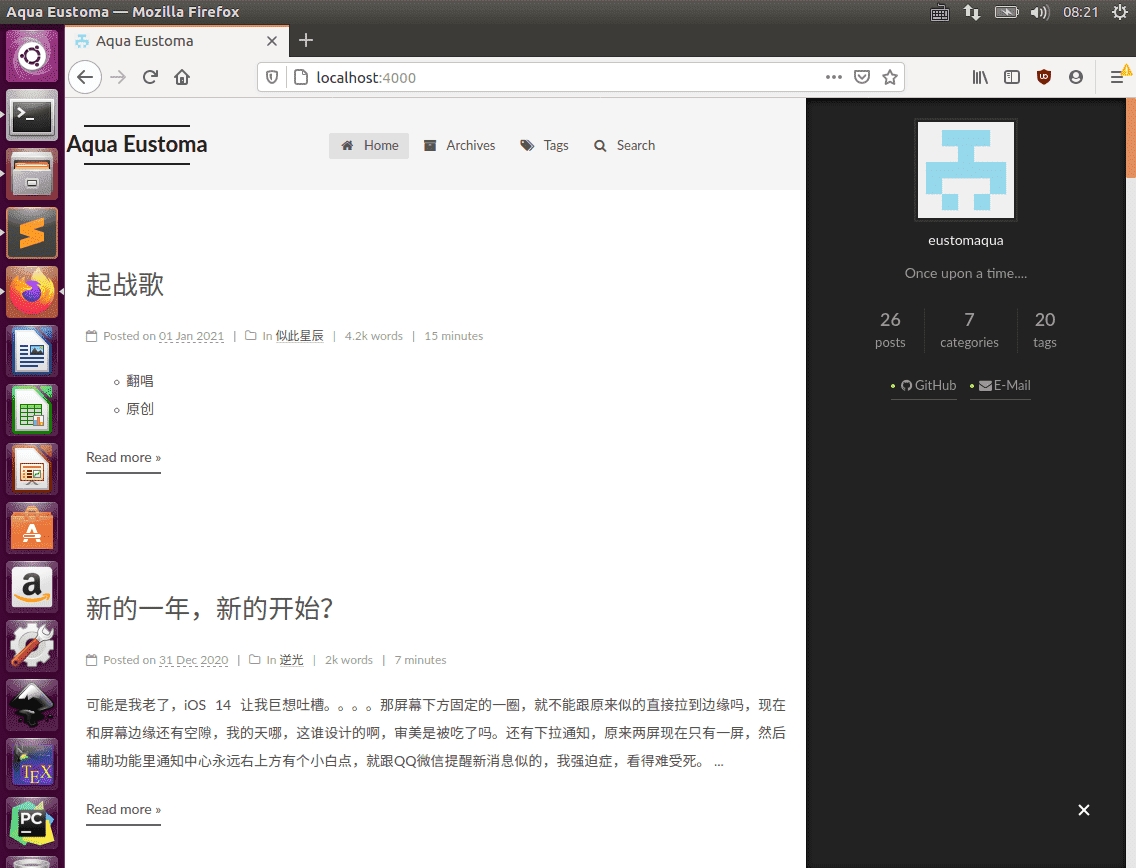 Aqua Eustoma — Mozilla Firefox
08:21
Aqua Eustoma
localhost:4000
Aqua Eustoma
Home
Archives
Tags
Search
起战歌
Posted on 01 Jan 2021 | In 似此星辰 | 4.2k words | 15 minutes
翻唱
原创
Read more »
新的一年，新的开始？
Posted on 31 Dec 2020 | In 逆光 | 2k words | 7 minutes
可能是我老了，iOS 14 让我巨想吐槽。。。。那屏幕下方固定的一圈，就不能跟原来似的直接拉到边缘吗，现在
和屏幕边缘还有空隙，我的天哪，这谁设计的啊，审美是被吃了吗。还有下拉通知，原来两屏现在只有一屏，然后
辅助功能里通知中心永远右上方有个小白点，就跟QQ微信提醒新消息似的，我强迫症，看得难受死。 ...
Read more »
eustomaqua
Once upon a time....
26
posts
7
categories
20
tags
GitHub
E-Mail
a
TEX
PC